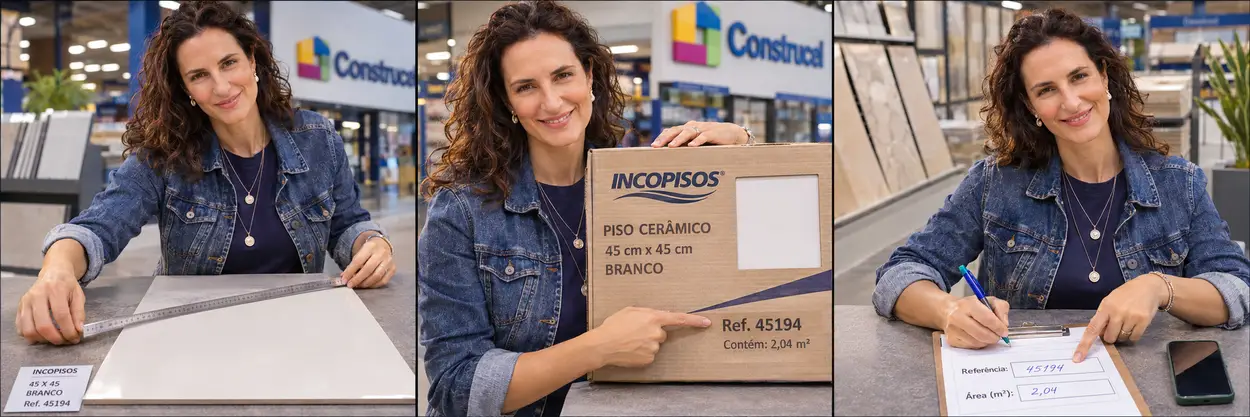 Construcal
INCOPISOS
45 X 45
BRANCO
Ref. 45194
Construcal
INCOPISOS®
PISO CERÂMICO
45 cm x 45 cm
BRANCO
Ref. 45194
Contém: 2,04 m²
Referência: 45194
Área (m²): 2,04